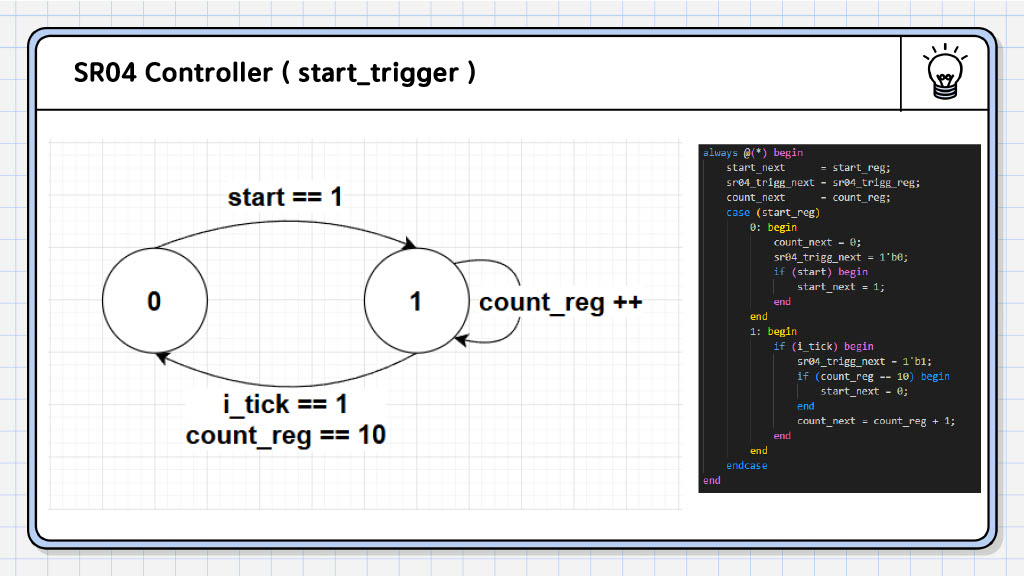 SR04 Controller ( start_trigger )
start == 1
0
1
count_reg ++
i_tick == 1
count_reg == 10
always @(*) begin
start_next = start_reg;
sr04_trigg_next = sr04_trigg_reg;
count_next = count_reg;
case (start_reg)
0: begin
count_next = 0;
sr04_trigg_next = 1'b0;
if (start) begin
start_next = 1;
end
end
1: begin
if (i_tick) begin
sr04_trigg_next = 1'b1;
if (count_reg == 10) begin
start_next = 0;
end
count_next = count_reg + 1;
end
end
endcase
end